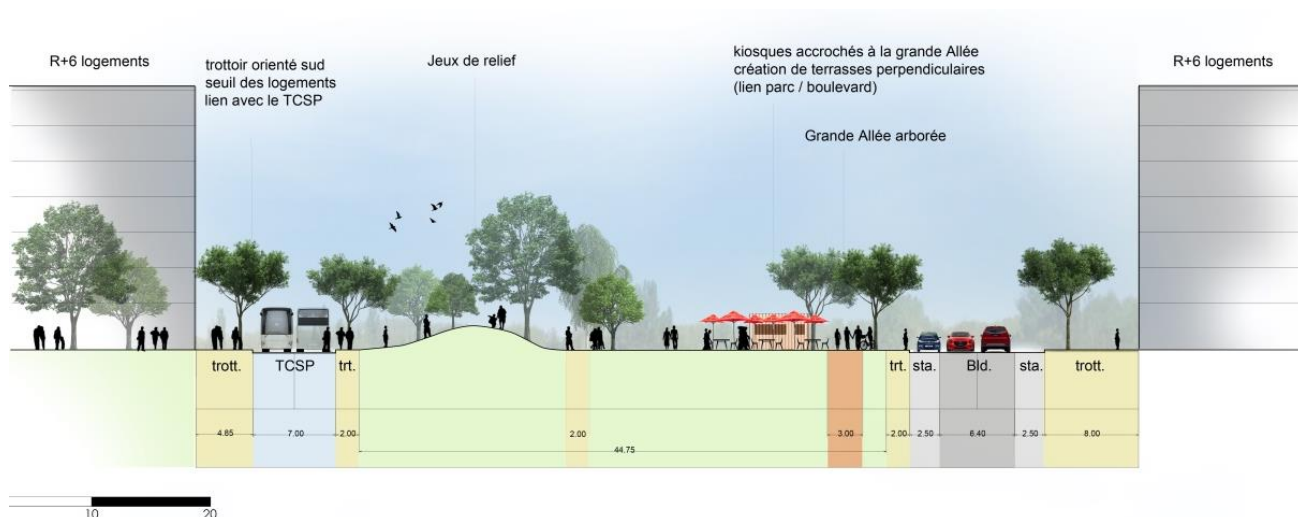 R+6 logements
trottoir orienté sud
seuil des logements
lien avec le TCSP
Jeux de relief
kiosques accrochés à la grande Allée
création de terrasses perpendiculaires
(lien parc / boulevard)
Grande Allée arborée
R+6 logements
trott.
TCSP
trt.
trt.
sta.
Bld.
sta.
trott.
4.85
7.00
2.00
2.00
3.00
2.00
2.50
6.40
2.50
8.00
44.75
10
20